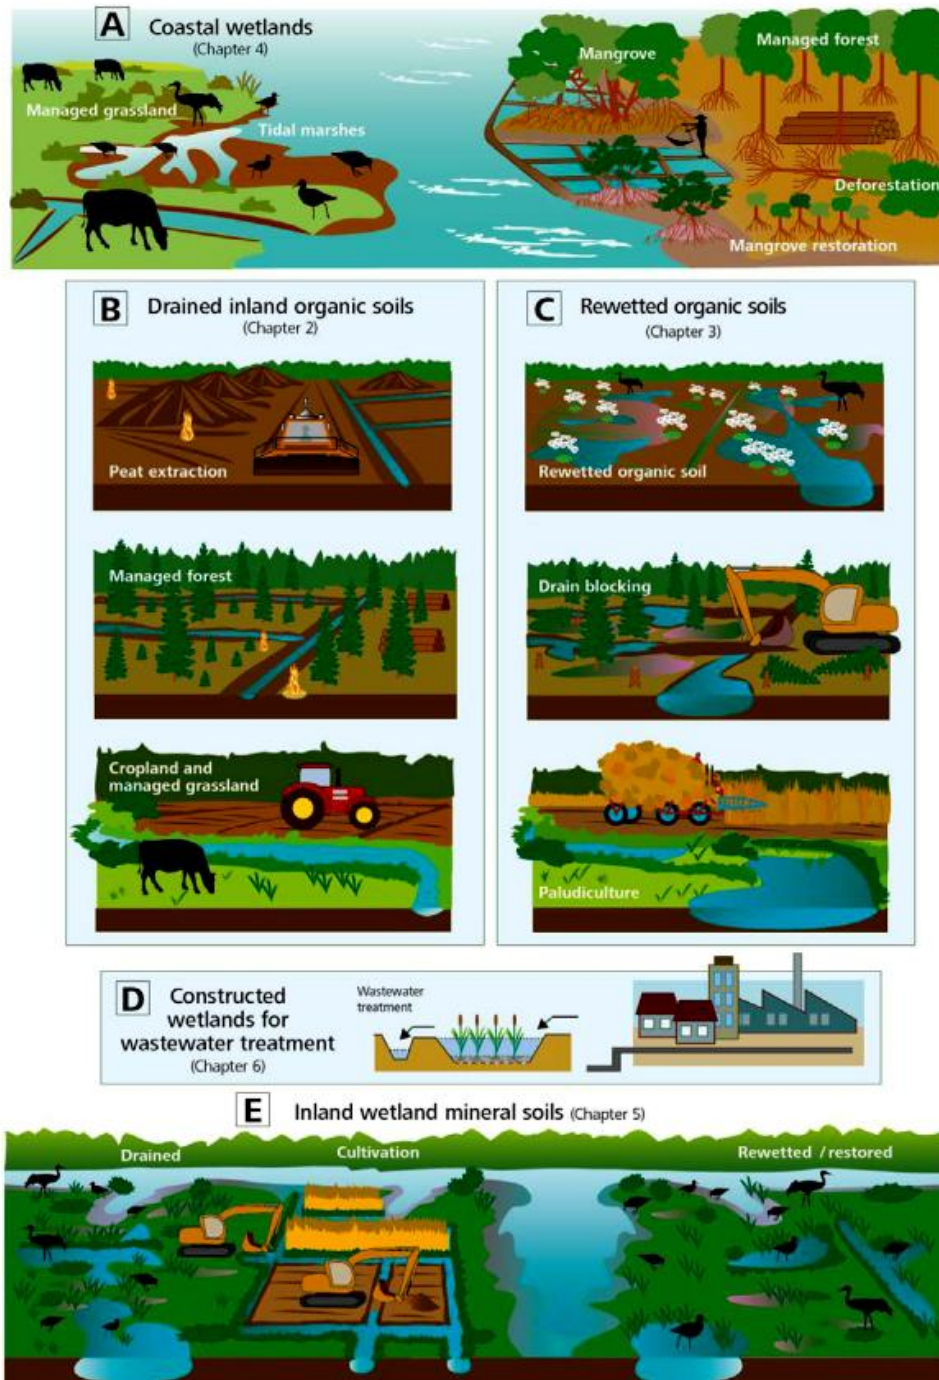 A Coastal wetlands
(Chapter 4)
Managed grassland
Tidal marshes
Mangrove
Managed forest
Deforestation
Mangrove restoration
B Drained inland organic soils
(Chapter 2)
Peat extraction
Managed forest
Cropland and
managed grassland
C Rewetted organic soils
(Chapter 3)
Rewetted organic soil
Drain blocking
Paludiculture
D Constructed
wetlands for
wastewater treatment
(Chapter 6)
Wastewater
treatment
E Inland wetland mineral soils (Chapter 5)
Drained
Cultivation
Rewetted / restored